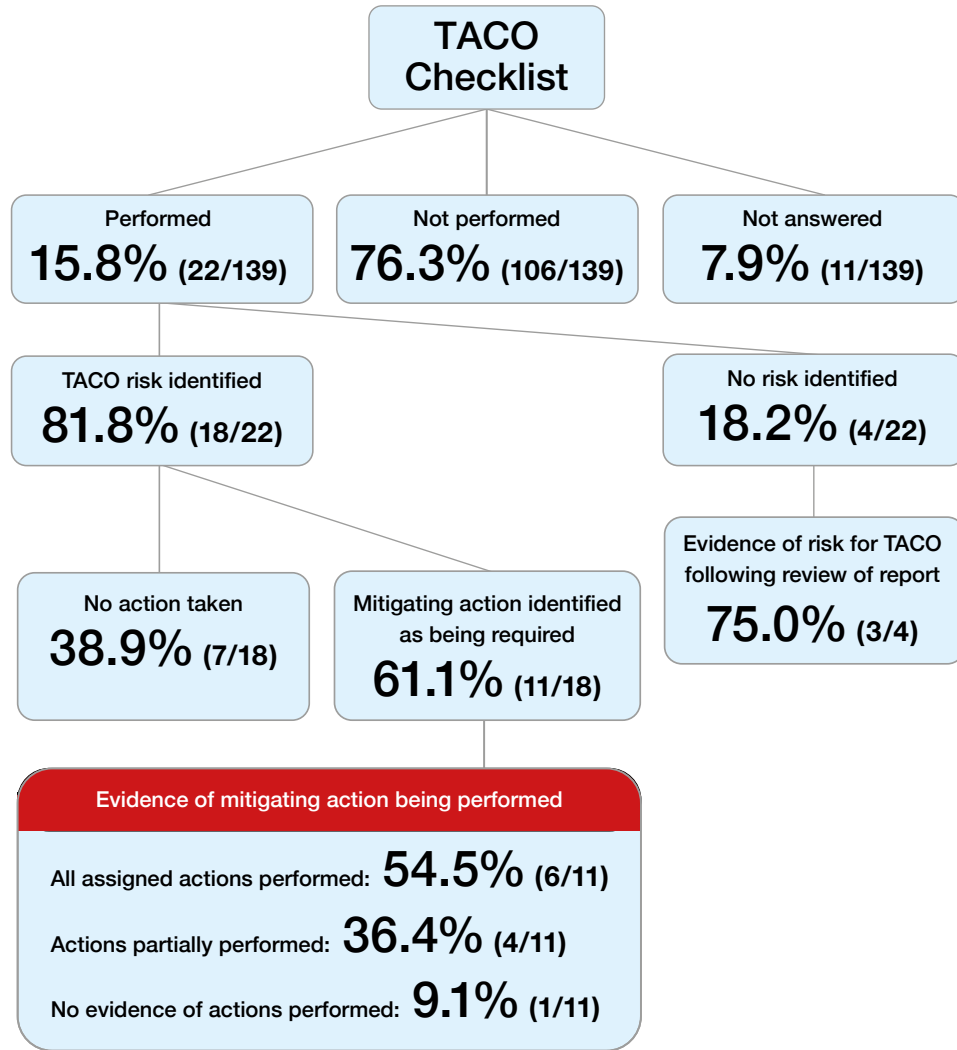 TACO
Checklist
Performed
15.8% (22/139)
Not performed
76.3% (106/139)
Not answered
7.9% (11/139)
TACO risk identified
81.8% (18/22)
No risk identified
18.2% (4/22)
Evidence of risk for TACO
following review of report
75.0% (3/4)
No action taken
38.9% (7/18)
Mitigating action identified
as being required
61.1% (11/18)
Evidence of mitigating action being performed
All assigned actions performed: 54.5% (6/11)
Actions partially performed: 36.4% (4/11)
No evidence of actions performed: 9.1% (1/11)